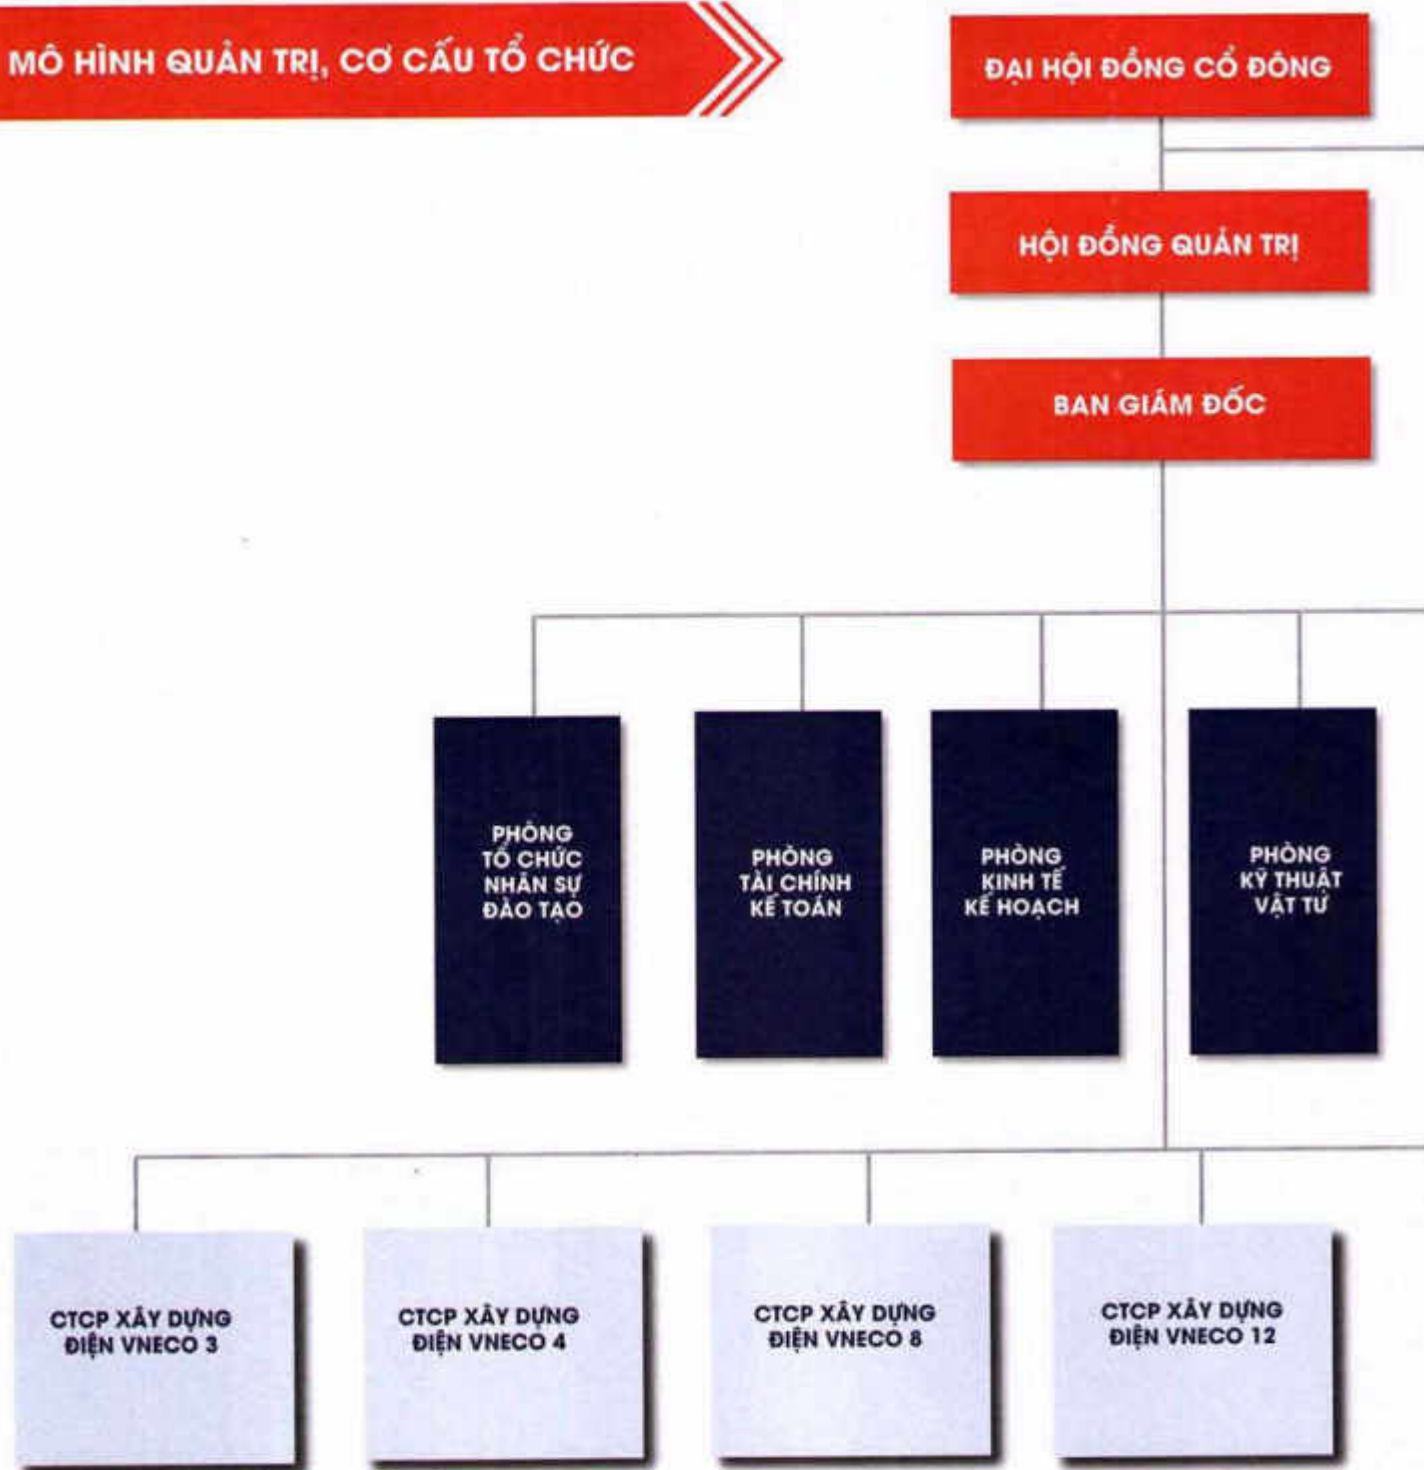 MÔ HÌNH QUẢN TRỊ, CƠ CẤU TỔ CHỨC
ĐẠI HỘI ĐỒNG CỔ ĐÔNG
HỘI ĐỒNG QUẢN TRỊ
BAN GIÁM ĐỐC
PHÒNG
TỔ CHỨC
NHÂN SỰ
ĐÀO TẠO
PHÒNG
TÀI CHÍNH
KẾ TOÁN
PHÒNG
KINH TẾ
KẾ HOẠCH
PHÒNG
KỸ THUẬT
VẬT TƯ
CTCP XÂY DỰNG
ĐIỆN VNECO 3
CTCP XÂY DỰNG
ĐIỆN VNECO 4
CTCP XÂY DỰNG
ĐIỆN VNECO 8
CTCP XÂY DỰNG
ĐIỆN VNECO 12